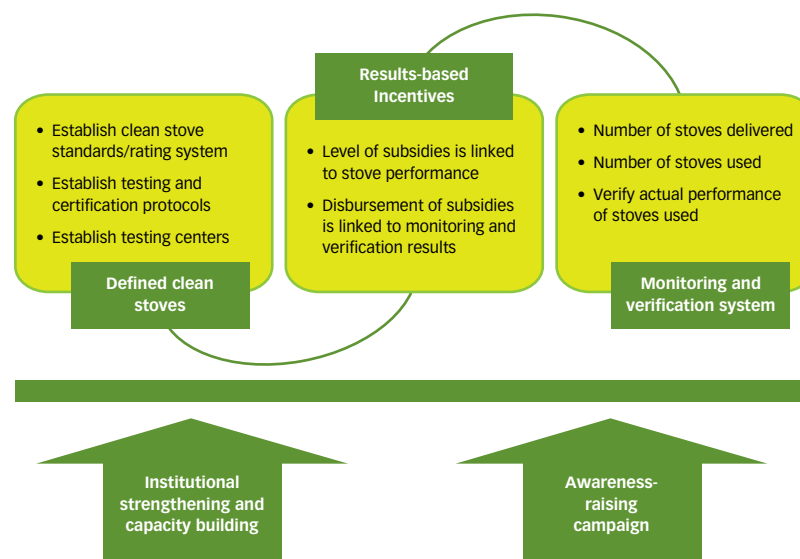 Results-based
Incentives
• Establish clean stove
standards/rating system
• Establish testing and
certification protocols
• Establish testing centers
Defined clean
stoves
• Level of subsidies is linked
to stove performance
• Disbursement of subsidies
is linked to monitoring and
verification results
• Number of stoves delivered
• Number of stoves used
• Verify actual performance
of stoves used
Monitoring and
verification system
Institutional
strengthening and
capacity building
Awareness-
raising
campaign